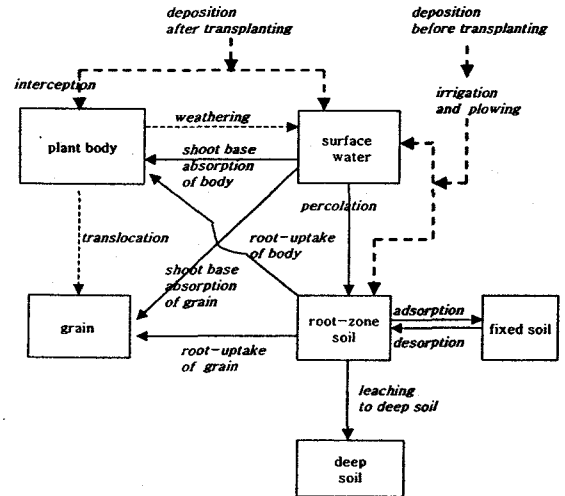 deposition
after transplanting
deposition
before transplanting
interception
irrigation
and plowing
plant body
weathering
surface
water
shoot base
absorption
of body
percolation
translocation
root-uptake
of body
shoot base
absorption
of grain
grain
root-zone
soil
adsorption
desorption
fixed soil
root-uptake
of grain
leaching
to deep soil
deep
soil